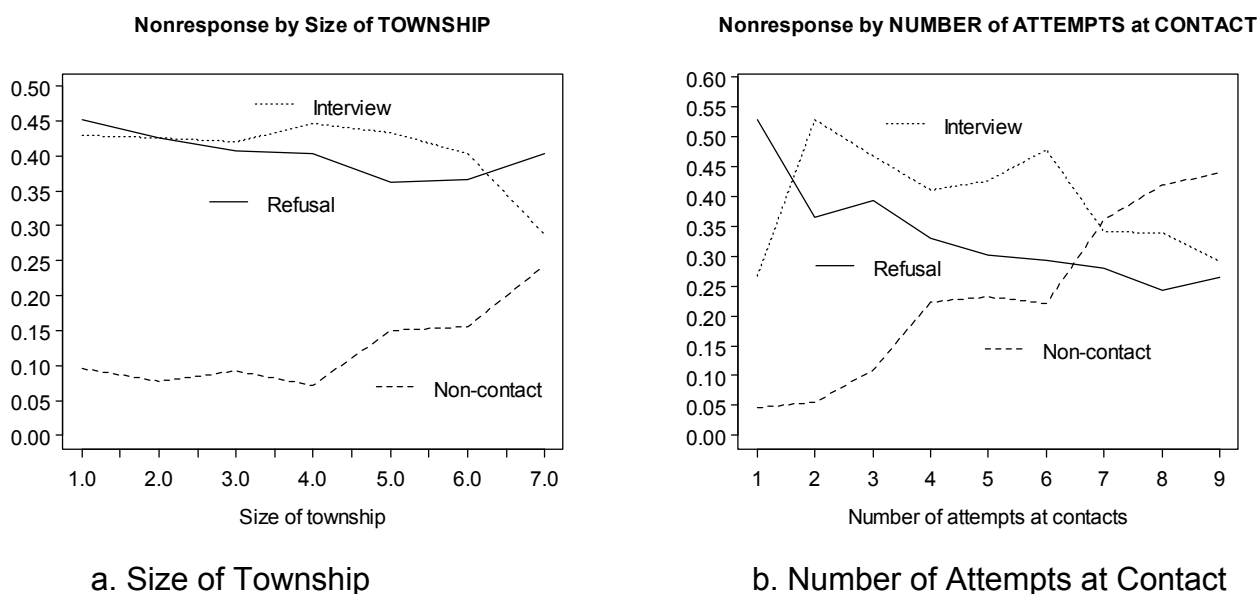 Nonresponse by Size of TOWNSHIP
0.50
0.45
0.40
0.35
0.30
0.25
0.20
0.15
0.10
0.05
0.00
Interview
Refusal
Non-contact
1.0 2.0 3.0 4.0 5.0 6.0 7.0
Size of township
a. Size of Township
Nonresponse by NUMBER of ATTEMPTS at CONTACT
0.60
0.55
0.50
0.45
0.40
0.35
0.30
0.25
0.20
0.15
0.10
0.05
0.00
Interview
Refusal
Non-contact
1 2 3 4 5 6 7 8 9
Number of attempts at contacts
b. Number of Attempts at Contact